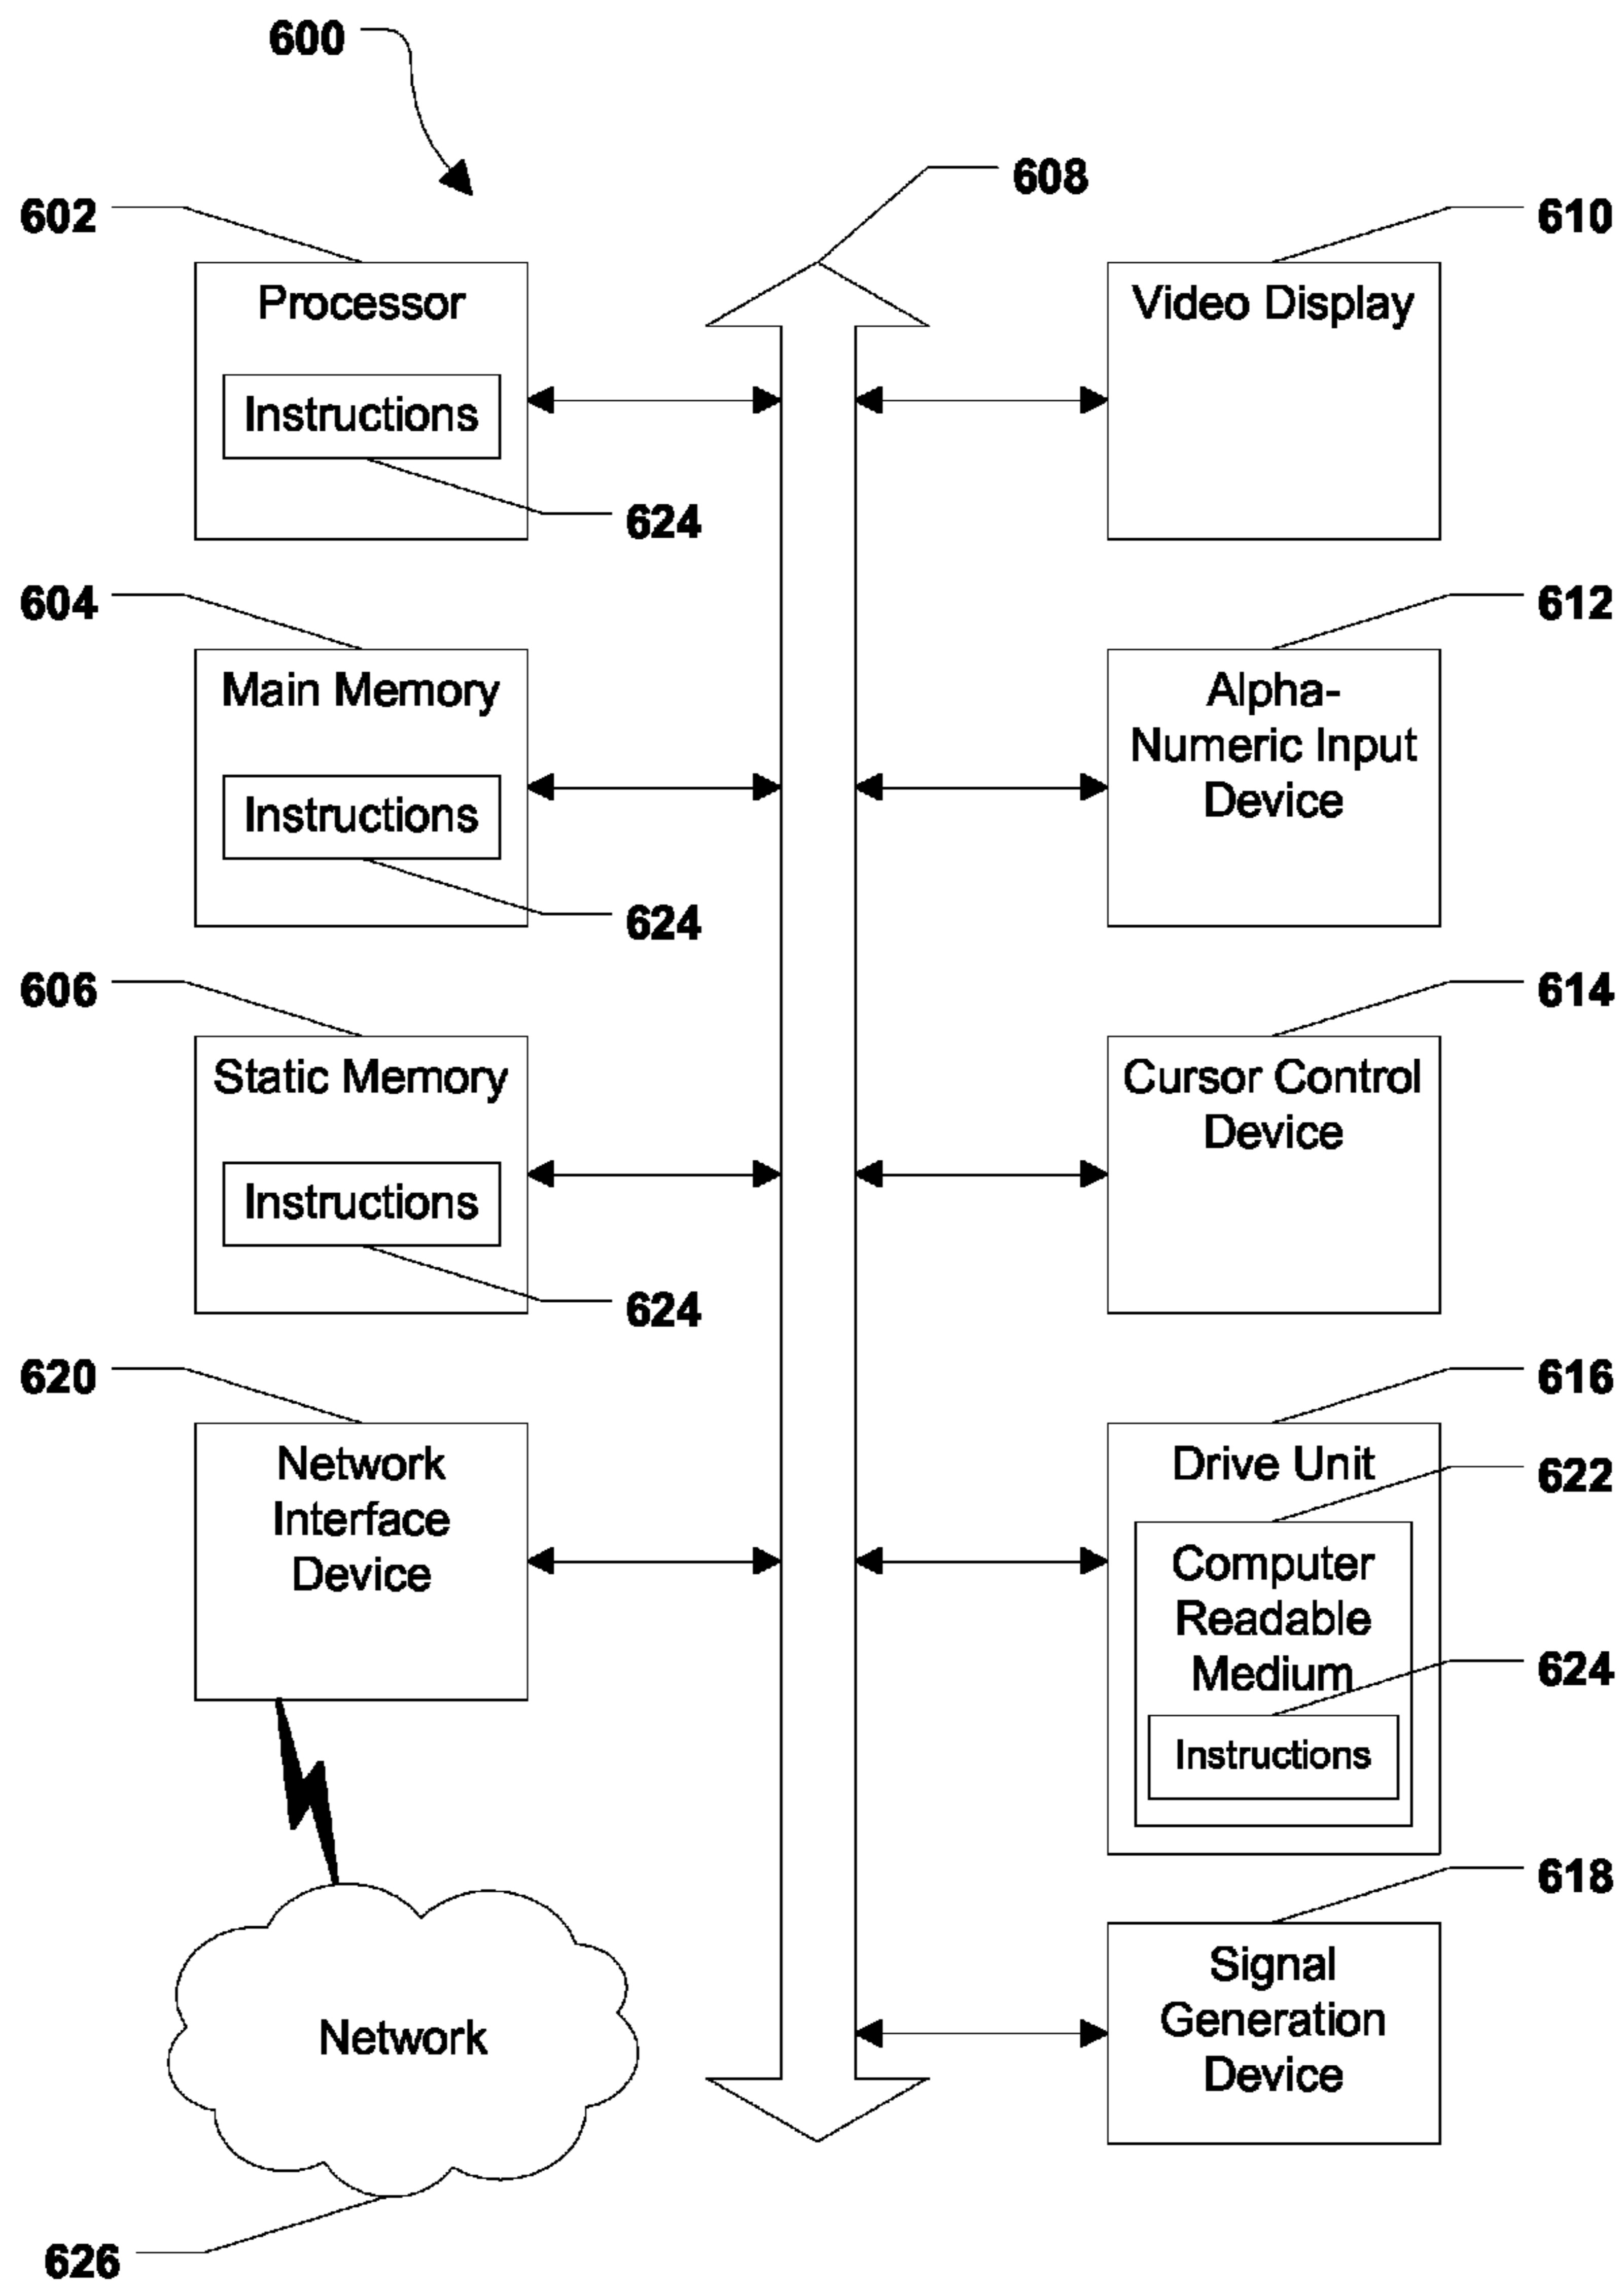 600
608
602
610
Processor
Instructions
624
Video Display
604
612
Main Memory
Instructions
624
Alpha-
Numeric Input
Device
606
614
Static Memory
Instructions
624
Cursor Control
Device
620
616
Network
Interface
Device
Drive Unit
622
Computer
Readable
Medium
624
Instructions
618
Signal
Generation
Device
Network
626